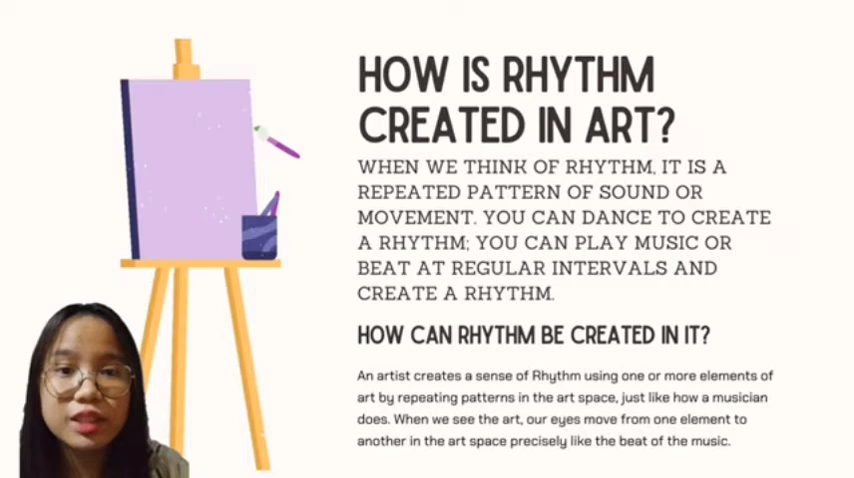 HOW IS RHYTHM
CREATED IN ART?
WHEN WE THINK OF RHYTHM, IT IS A
REPEATED PATTERN OF SOUND OR
MOVEMENT. YOU CAN DANCE TO CREATE
A RHYTHM; YOU CAN PLAY MUSIC OR
BEAT AT REGULAR INTERVALS AND
CREATE A RHYTHM.
HOW CAN RHYTHM BE CREATED IN IT?
An artist creates a sense of Rhythm using one or more elements of
art by repeating patterns in the art space, just like how a musician
does. When we see the art, our eyes move from one element to
another in the art space precisely like the beat of the music.